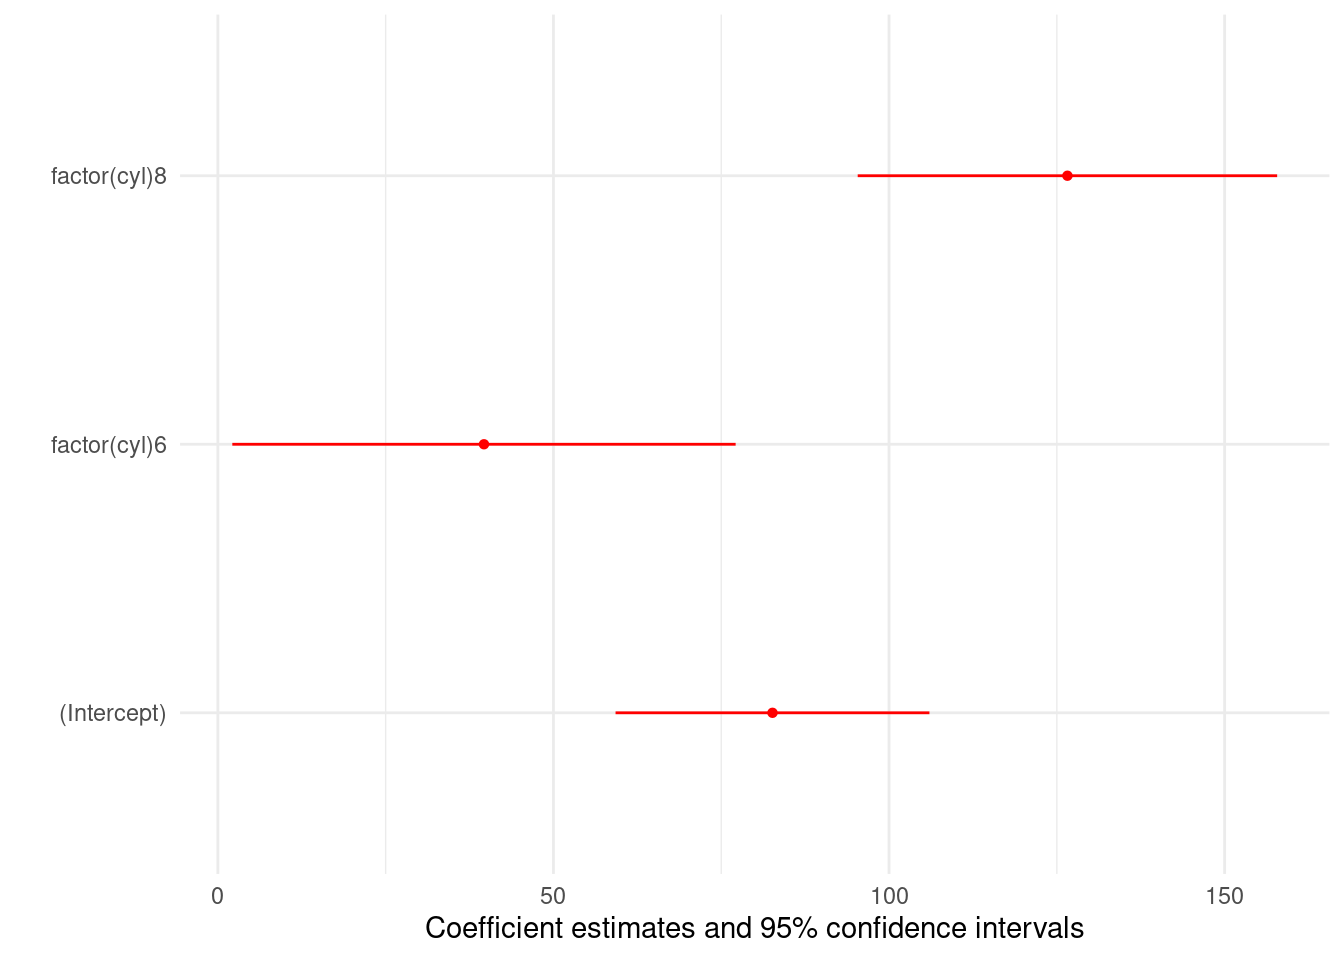 factor(cyl)8
factor(cyl)6
(Intercept)
0 50 100 150
Coefficient estimates and 95% confidence intervals